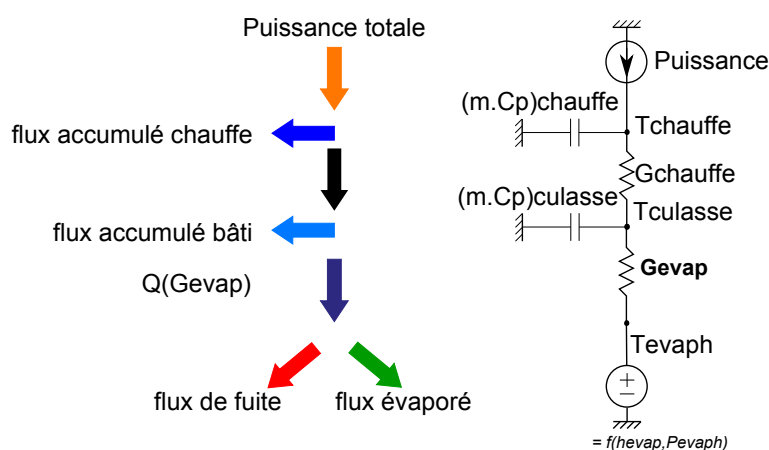 Puissance totale
flux accumulé chauffe
flux accumulé bâti
Q(Gevap)
flux de fuite
flux évaporé
Puissance
(m.Cp)chauffe
Tchauffe
Gchauffe
(m.Cp)culasse
Tculasse
Gevap
Tevaph
+
−
= f(hevap,Pevaph)